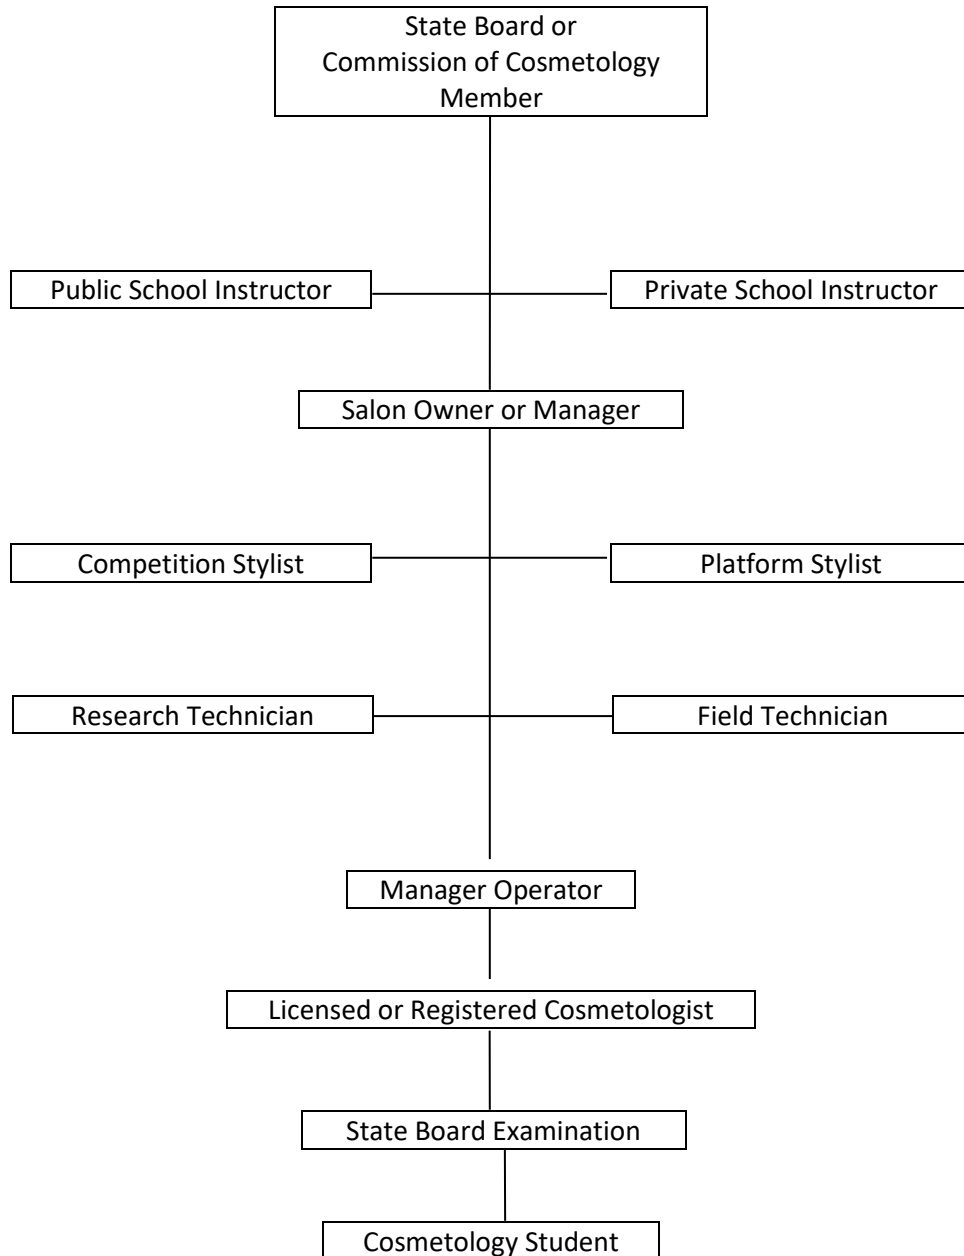 State Board or
Commission of Cosmetology
Member
Public School Instructor
Private School Instructor
Salon Owner or Manager
Competition Stylist
Platform Stylist
Research Technician
Field Technician
Manager Operator
Licensed or Registered Cosmetologist
State Board Examination
Cosmetology Student